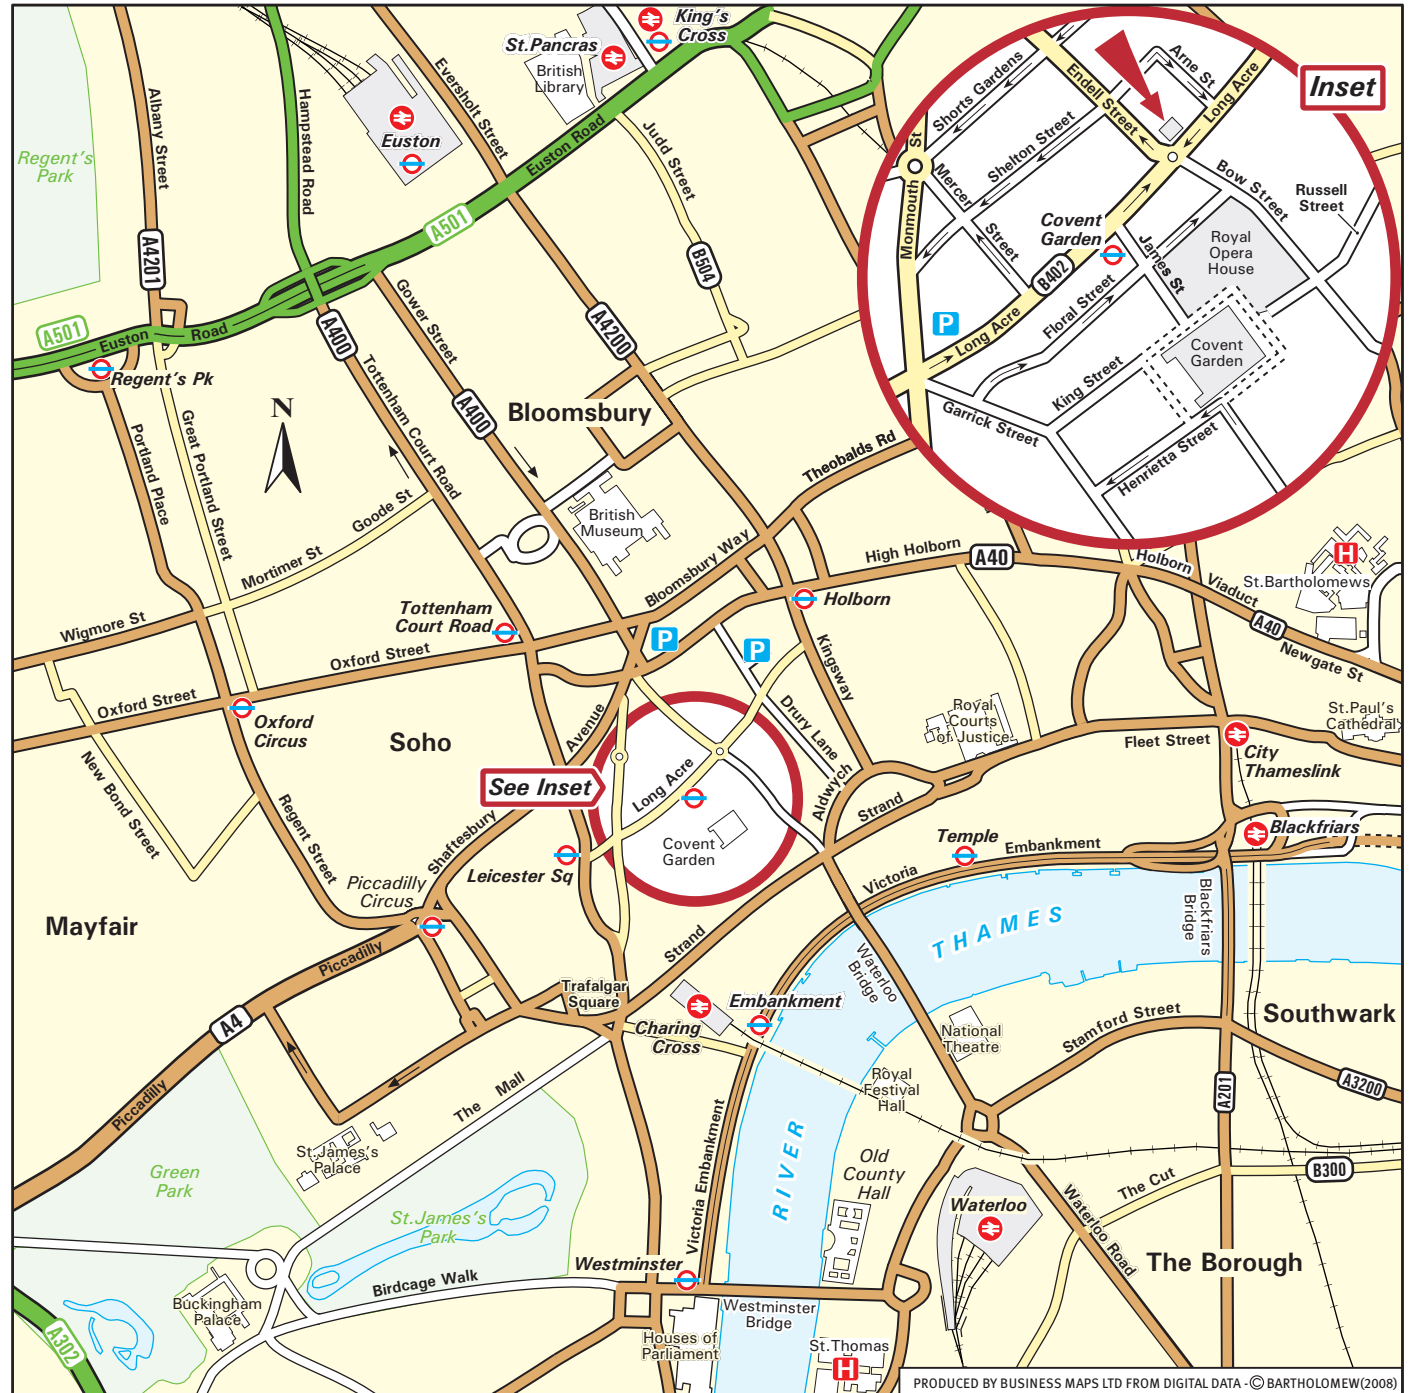 King's
Cross
St.Pancras
British
Library
Euston
Regent's
Park
Albany Street
Hampstead Road
Eversholt Street
Euston Road
Judd Street
A501
A4201
B504
A501
Euston Road
A400
Gower Street
A4200
Regent's Pk
Tottenham Court Road
A400
Bloomsbury
N
Portland Place
Great Portland Street
Goode St
Mortimer St
British
Museum
Theobalds Rd
Bloomsbury Way
High Holborn
A40
Holborn
Viaduct
A40
Newgate St
St.Bartholomews
H
Wigmore St
Tottenham
Court Road
Holborn
P
P
Oxford Street
Oxford Street
Kingsway
Oxford
Circus
Soho
Avenue
Drury Lane
Royal
Courts
of Justice
Fleet Street
St.Paul's
Cathedral
City
Thameslink
New Bond Street
Regent Street
See Inset
Long Acre
Aldwych
Strand
Shaftesbury
Covent
Garden
Temple
Embankment
Blackfriars
Leicester Sq
Victoria
Piccadilly
Circus
Mayfair
Piccadilly
Strand
THAMES
Blackfriars
Bridge
Waterloo
Bridge
Trafalgar
Square
Embankment
Charing
Cross
A4
National
Theatre
Stamford Street
Southwark
A3200
A201
Royal
Festival
Hall
Piccadilly
The Mall
St.James's
Palace
Green
Park
St.James's
Park
Victoria Embankment
RIVER
Old
County
Hall
Waterloo
The Cut
B300
Waterloo Road
The Borough
Westminster
Birdcage Walk
Buckingham
Palace
Westminster
Bridge
Houses of
Parliament
St.Thomas
H
A302
Inset
Shorts Gardens
Endell Street
Arne St
Long Acre
Monmouth St
Mercer Street
Shelton Street
Bow Street
Russell
Street
Covent
Garden
Royal
Opera
House
James St
B402
Floral Street
P
Long Acre
Covent
Garden
King Street
Garrick Street
Henrietta Street
PRODUCED BY BUSINESS MAPS LTD FROM DIGITAL DATA - © BARTHOLOMEW(2008)